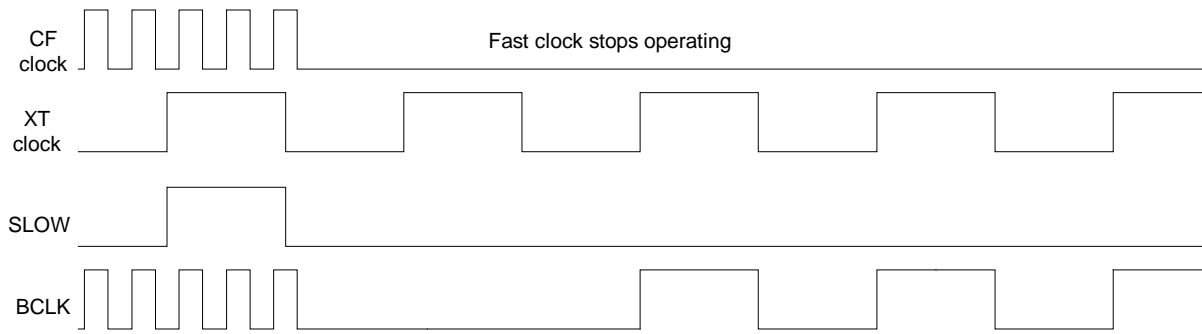 CF
clock
Fast clock stops operating
XT
clock
SLOW
BCLK